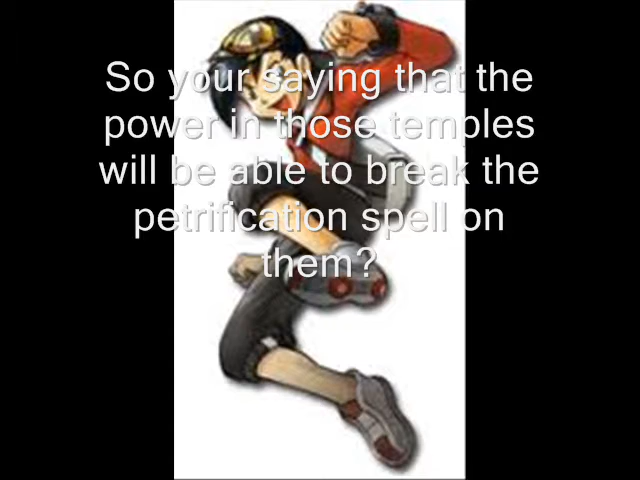 So your saying that the
power in those temples
will be able to break the
petrification spell on
them?